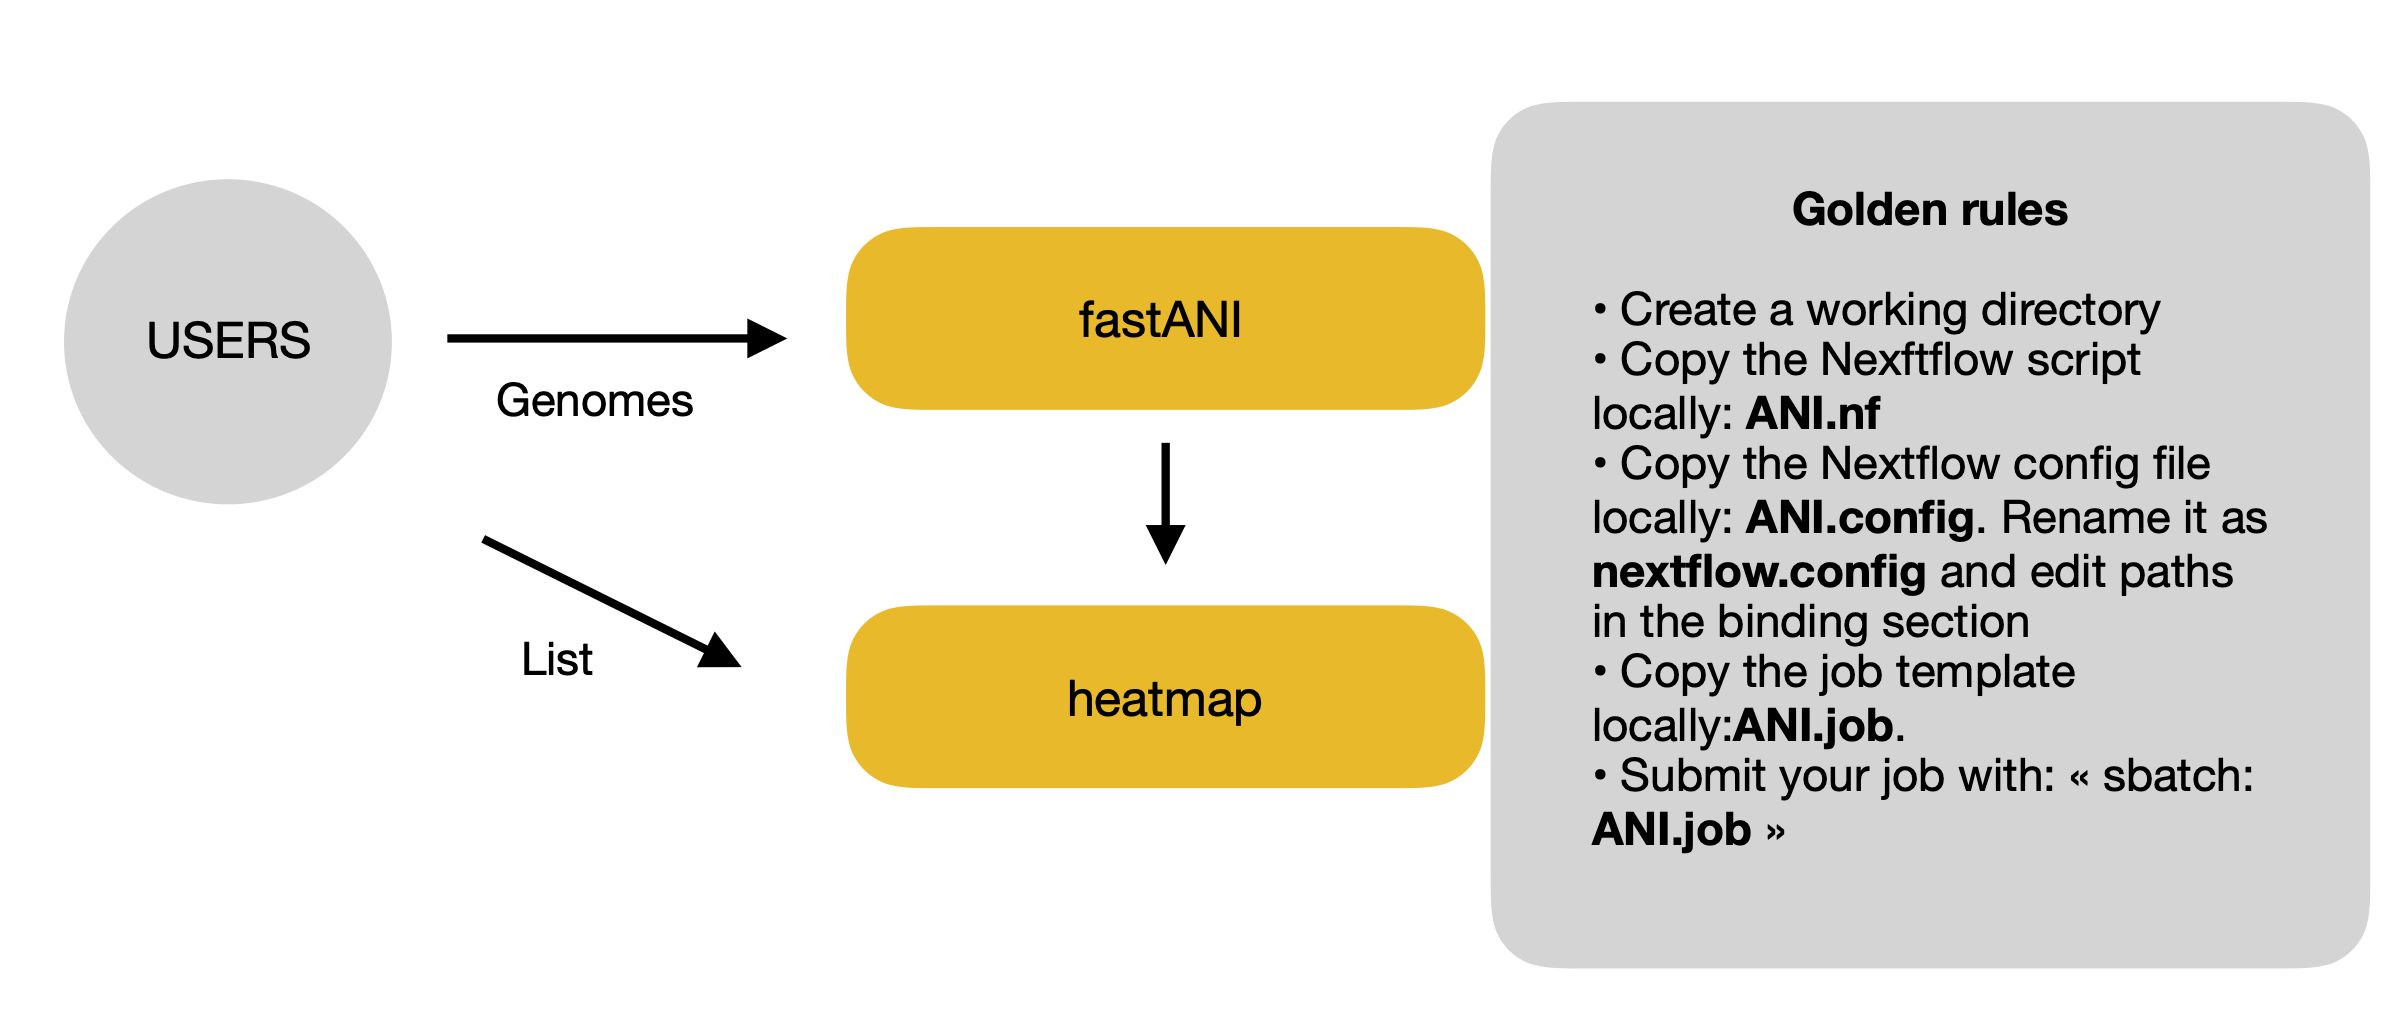 USERS
Genomes
List
fastANI
heatmap
Golden rules
• Create a working directory
• Copy the Nexftflow script
locally: ANI.nf
• Copy the Nextflow config file
locally: ANI.config. Rename it as
nextflow.config and edit paths
in the binding section
• Copy the job template
locally:ANI.job.
• Submit your job with: « sbatch:
ANI.job »